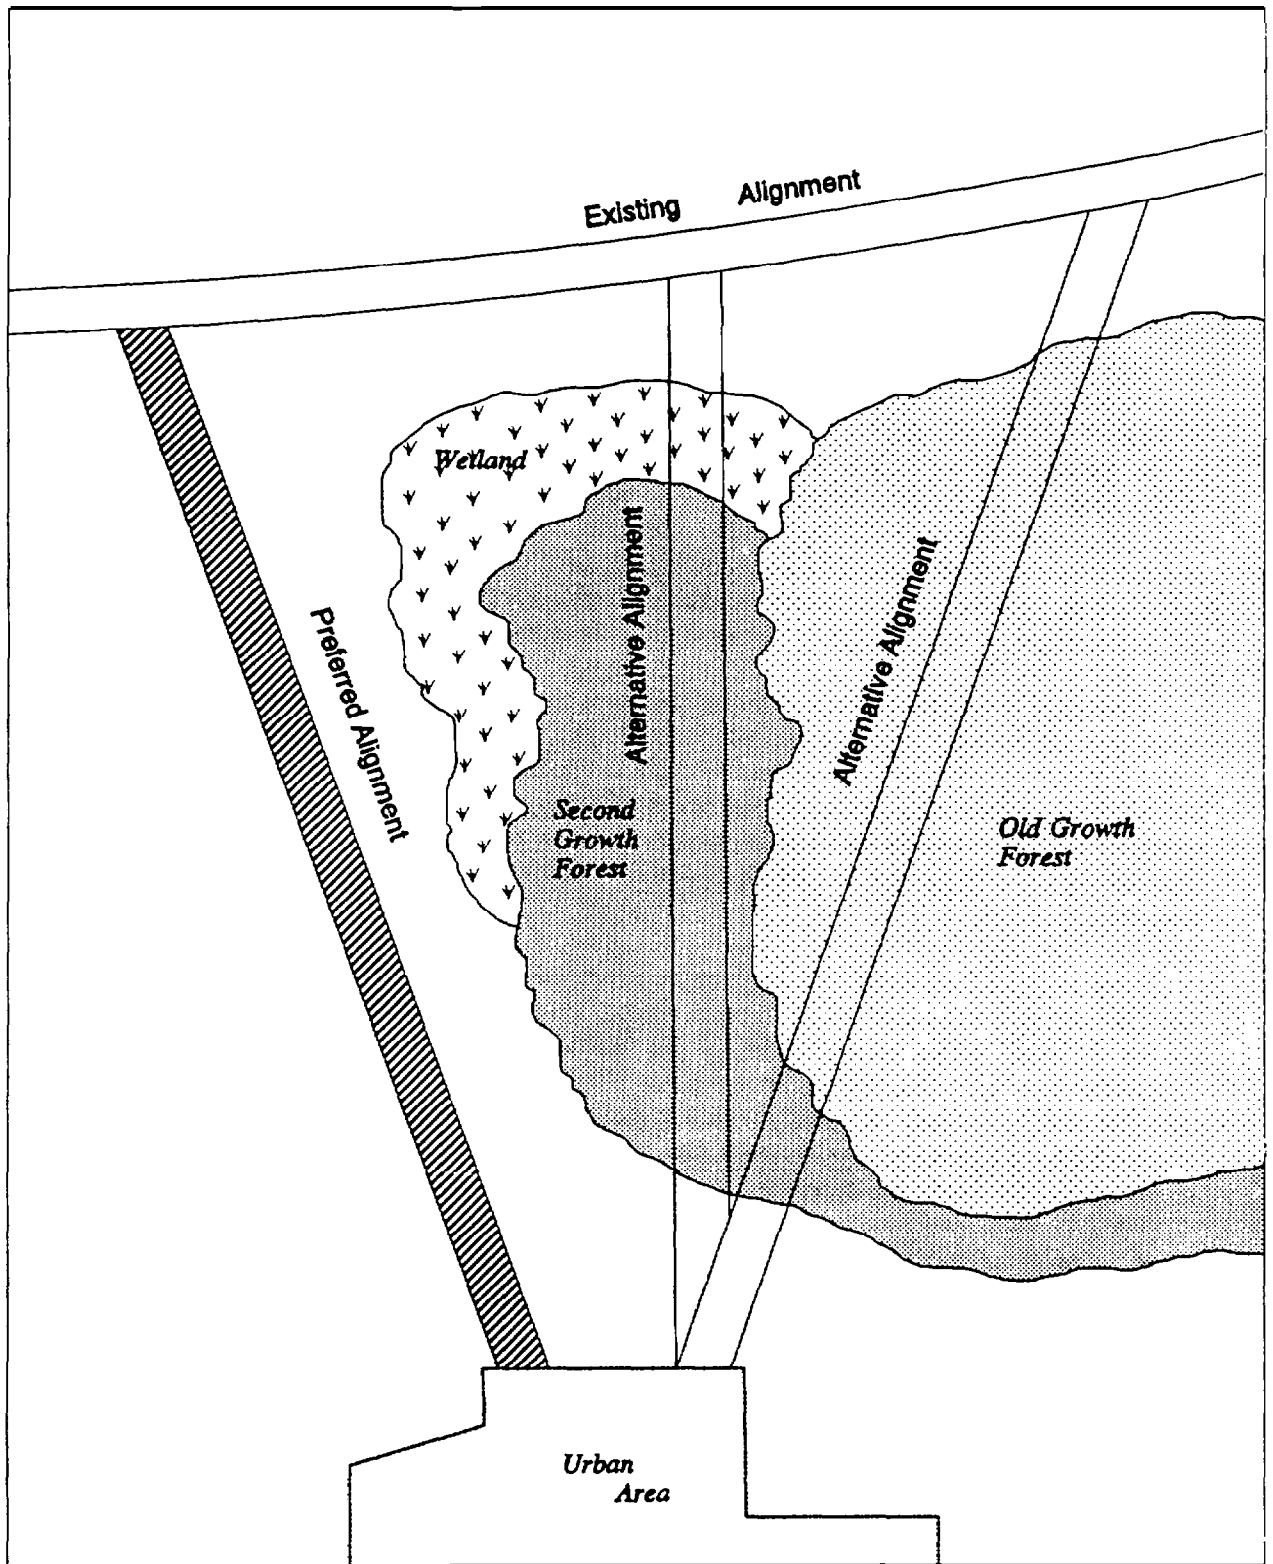 Existing Alignment
Wetland
Alternative Alignment
Alternative Alignment
Preferred Alignment
Second
Growth
Forest
Old Growth
Forest
Urban
Area